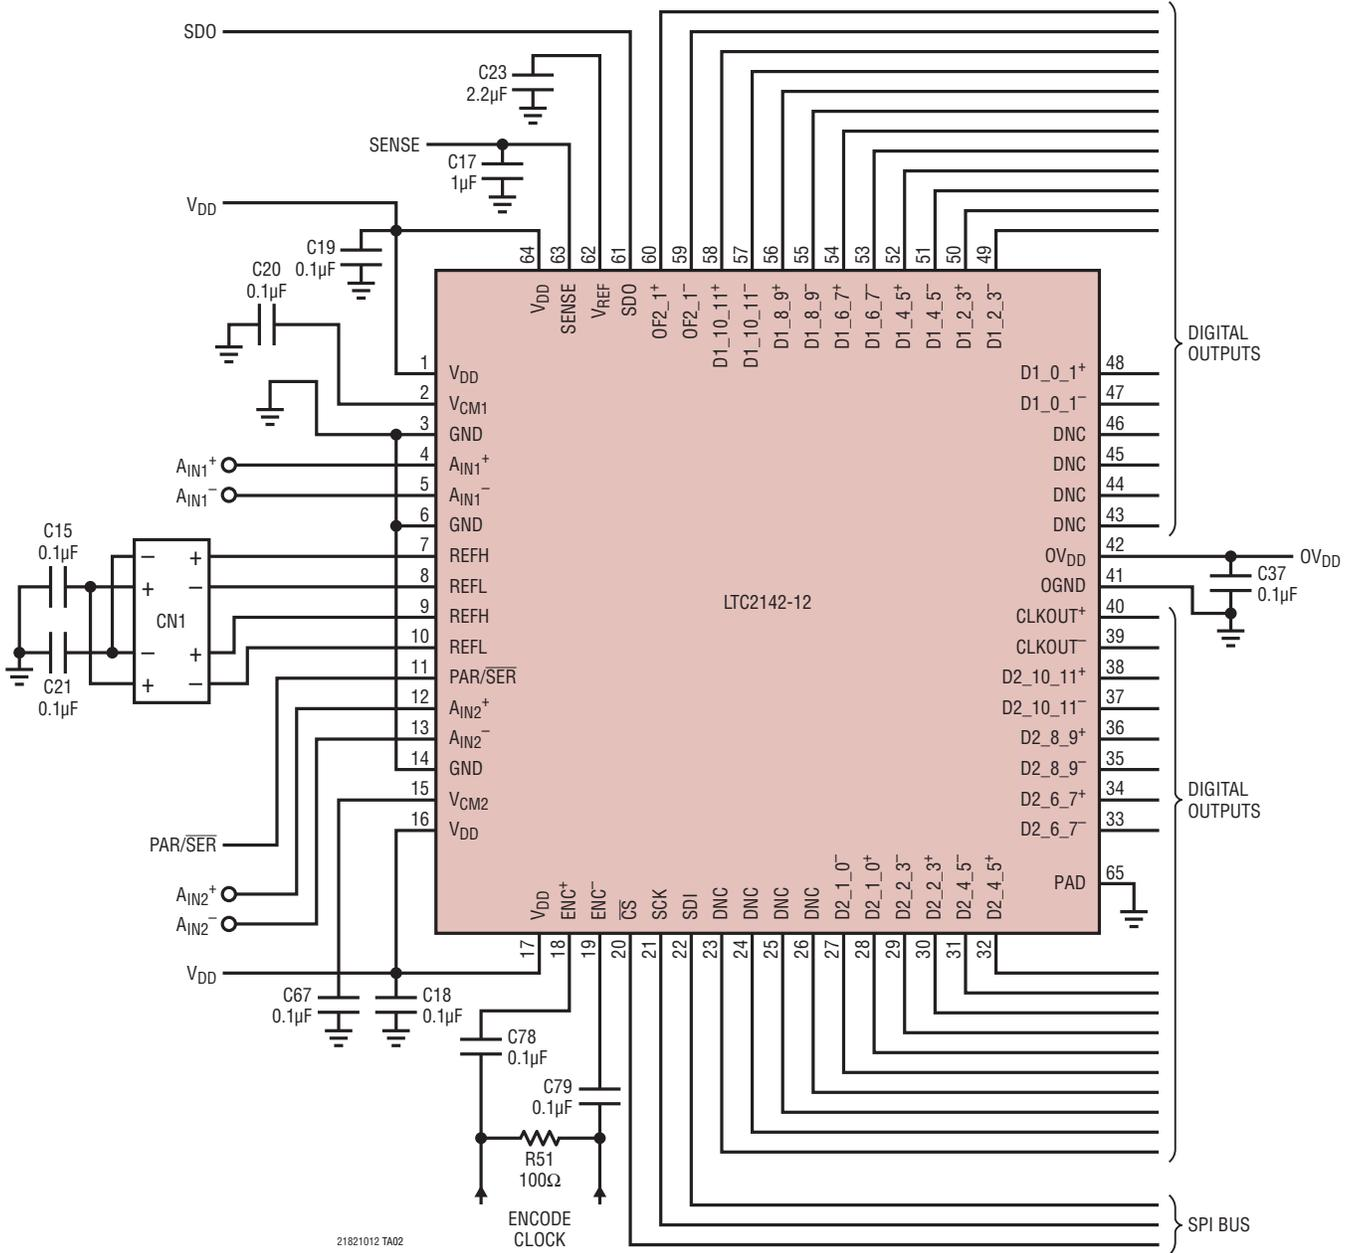 SDO
C23
2.2µF
SENSE
C17
1µF
VDD
C19
0.1µF
C20
0.1µF
64
63
62
61
60
59
58
57
56
55
54
53
52
51
50
49
VDD
SENSE
VREF
SDO
OF2_1+
OF2_1–
D1_10_11+
D1_10_11–
D1_8_9+
D1_8_9–
D1_6_7+
D1_6_7–
D1_4_5+
D1_4_5–
D1_2_3+
D1_2_3–
DIGITAL
OUTPUTS
1 VDD
2 VCM1
3 GND
AIN1+ 4 AIN1+
AIN1– 5 AIN1–
6 GND
7 REFH
8 REFL
9 REFH
10 REFL
11 PAR/SER
12 AIN2+
13 AIN2–
14 GND
15 VCM2
16 VDD
C15
0.1µF
– +
+ –
CN1
– +
+ –
C21
0.1µF
LTC2142-12
D1_0_1+ 48
D1_0_1– 47
DNC 46
DNC 45
DNC 44
DNC 43
OVDD 42 OVDD
OGND 41
C37
0.1µF
CLKOUT+ 40
CLKOUT– 39
D2_10_11+ 38
D2_10_11– 37
D2_8_9+ 36
D2_8_9– 35
D2_6_7+ 34
D2_6_7– 33
PAD 65
DIGITAL
OUTPUTS
PAR/SER
AIN2+
AIN2–
VDD
VDD
ENC+
ENC–
CS
SCK
SDI
DNC
DNC
DNC
DNC
D2_1_0–
D2_1_0+
D2_2_3–
D2_2_3+
D2_4_5–
D2_4_5+
17
18
19
20
21
22
23
24
25
26
27
28
29
30
31
32
C67
0.1µF
C18
0.1µF
C78
0.1µF
C79
0.1µF
R51
100Ω
ENCODE
CLOCK
SPI BUS
21821012 TA02